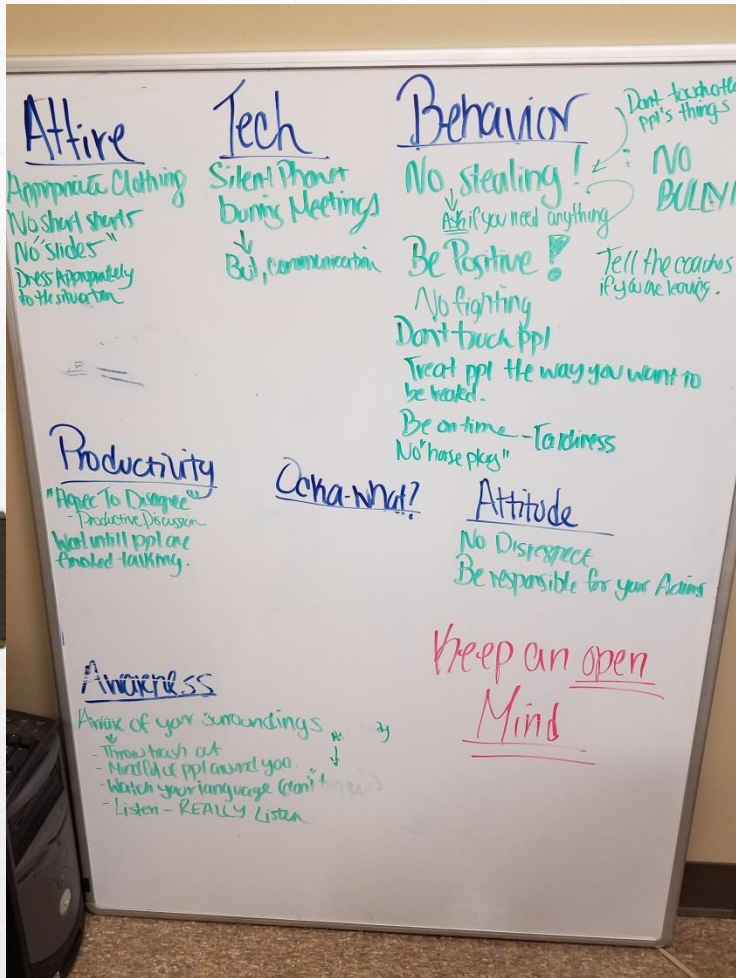 Attire
Appropriate Clothing
No short shorts
No "slides"
Dress Appropriately
to the situation
Tech
Silent Phones
During Meetings
But, communication
Behavior
Dont touch othe
ppl's things
No stealing!
NO
BULLY
Ask if you need anything
Be Positive!
Tell the coaches
if you are leaving.
No fighting
Don't touch ppl
Treat ppl the way you want to
be treated.
Be on time - Tardiness
No "horse play"
Productivity
"Agree To Disagree"
- Productive Discussion
Wait untill ppl are
finished talking.
Ocha-what?
Attitude
No Disrespect
Be responsible for your Actions
Keep an open
Mind
Awareness
Aware of your surroundings
- Throw trash out
- Mindful of ppl around you.
- Watch your language (don't
- Listen - REALLY Listen